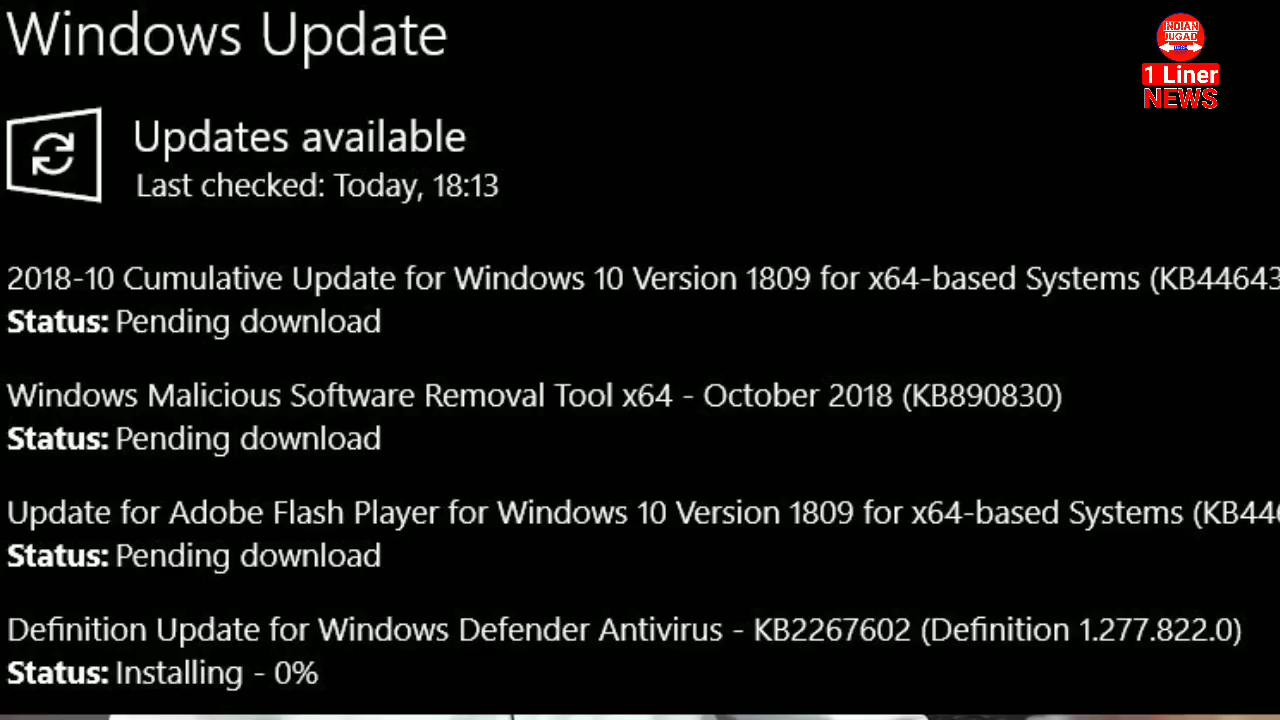 Windows Update
INDIAN
JUGAD
1 Liner
NEWS
Updates available
Last checked: Today, 18:13
2018-10 Cumulative Update for Windows 10 Version 1809 for x64-based Systems (KB44643
Status: Pending download
Windows Malicious Software Removal Tool x64 - October 2018 (KB890830)
Status: Pending download
Update for Adobe Flash Player for Windows 10 Version 1809 for x64-based Systems (KB446
Status: Pending download
Definition Update for Windows Defender Antivirus - KB2267602 (Definition 1.277.822.0)
Status: Installing - 0%